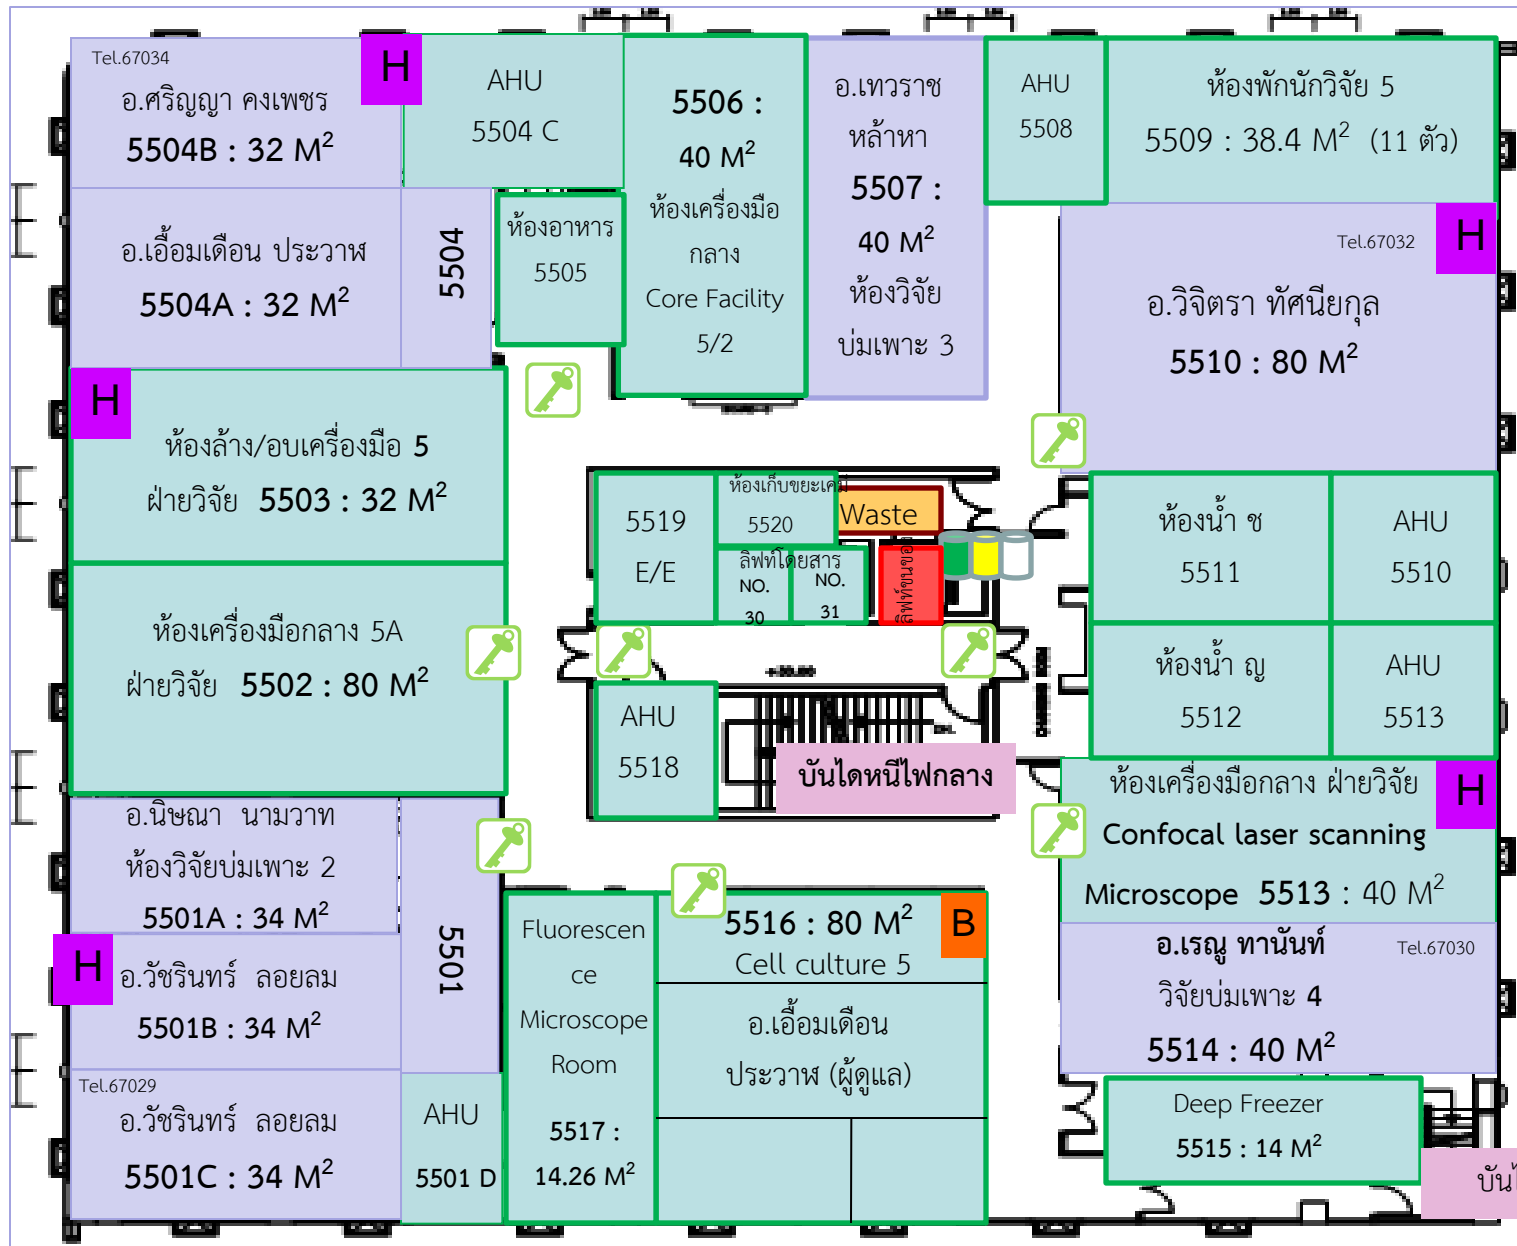 Tel.67034
อ.ศริญญา คงเพชร
5504B : 32 M²
H
AHU
5504 C
5506 :
40 M²
ห้องเครื่องมือ
กลาง
Core Facility
5/2
อ.เทวราช
หล้าหา
5507 :
40 M²
ห้องวิจัย
บ่มเพาะ 3
AHU
5508
ห้องพักนักวิจัย 5
5509 : 38.4 M² (11 ตัว)
อ.เอื้อมเดือน ประวาฬ
5504A : 32 M²
5504
ห้องอาหาร
5505
Tel.67032
H
อ.วิจิตรา ทัศนียกุล
5510 : 80 M²
H
ห้องล้าง/อบเครื่องมือ 5
ฝ่ายวิจัย 5503 : 32 M²
5519
E/E
ห้องเก็บขยะเคมี
5520
Waste
ลิฟท์โดยสาร
NO.
30
NO.
31
ลิฟท์ขนของ
ห้องน้ำ ช
5511
AHU
5510
ห้องเครื่องมือกลาง 5A
ฝ่ายวิจัย 5502 : 80 M²
ห้องน้ำ ญ
5512
AHU
5513
AHU
5518
บันไดหนีไฟกลาง
ห้องเครื่องมือกลาง ฝ่ายวิจัย
H
Confocal laser scanning
Microscope 5513 : 40 M²
อ.นิษณา นามวาท
ห้องวิจัยบ่มเพาะ 2
5501A : 34 M²
5501
H
อ.วัชรินทร์ ลอยลม
5501B : 34 M²
Fluorescen
ce
Microscope
Room
5517 :
14.26 M²
5516 : 80 M²
B
Cell culture 5
อ.เอื้อมเดือน
ประวาฬ (ผู้ดูแล)
อ.เรณู ทานันท์
Tel.67030
วิจัยบ่มเพาะ 4
5514 : 40 M²
Tel.67029
อ.วัชรินทร์ ลอยลม
5501C : 34 M²
AHU
5501 D
Deep Freezer
5515 : 14 M²